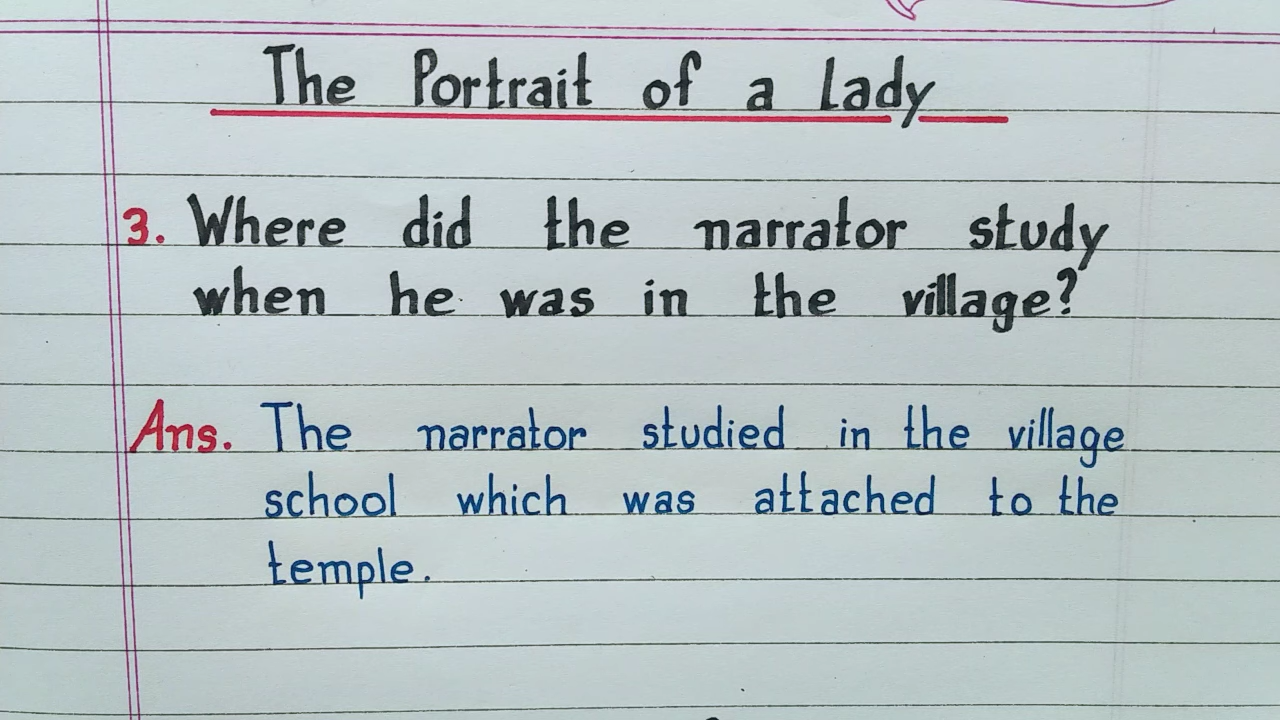 The Portrait of a lady
3. Where did the narrator study
when he was in the village?
Ans. The narrator studied in the village
school which was attached to the
temple.